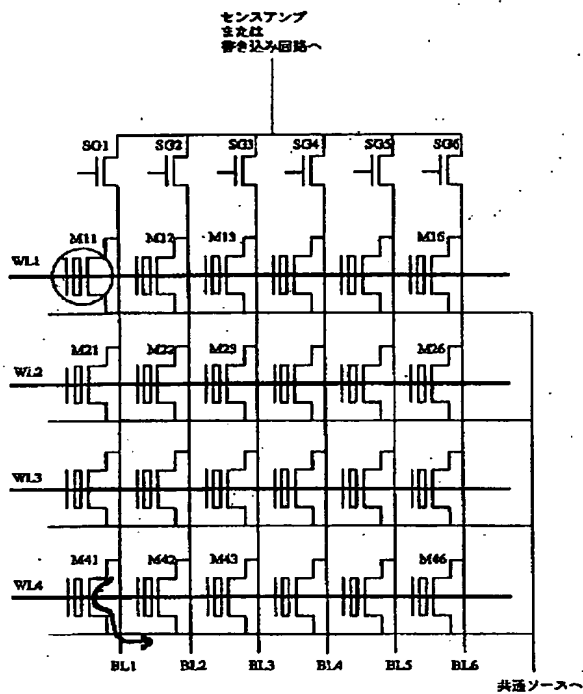 センスアンプ
または
書き込み回路へ
SG1 SG2 SG3 SG4 SG5 SG6
M11 M12 M13 M16
WL1
M21 M22 M23 M26
WL2
WL3
M41 M42 M43 M46
WL4
BL1 BL2 BL3 BL4 BL5 BL6
共通ソースへ